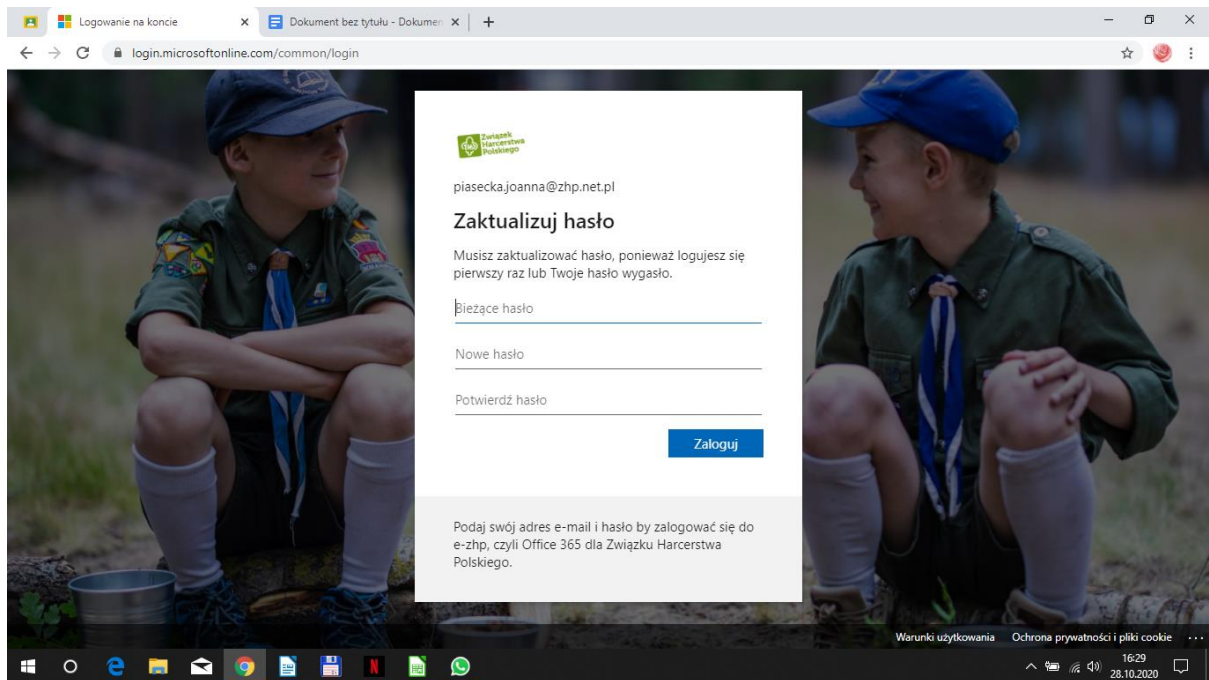 Logowanie na koncie
Dokument bez tytułu - Dokumen
login.microsoftonline.com/common/login
Związek
Harcerstwa
Polskiego
piasecka.joanna@zhp.net.pl
Zaktualizuj hasło
Musisz zaktualizować hasło, ponieważ logujesz się
pierwszy raz lub Twoje hasło wygasło.
Bieżące hasło
Nowe hasło
Potwierdź hasło
Zaloguj
Podaj swój adres e-mail i hasło by zalogować się do
e-zhp, czyli Office 365 dla Związku Harcerstwa
Polskiego.
Warunki użytkowania Ochrona prywatności i pliki cookie
16:29
28.10.2020